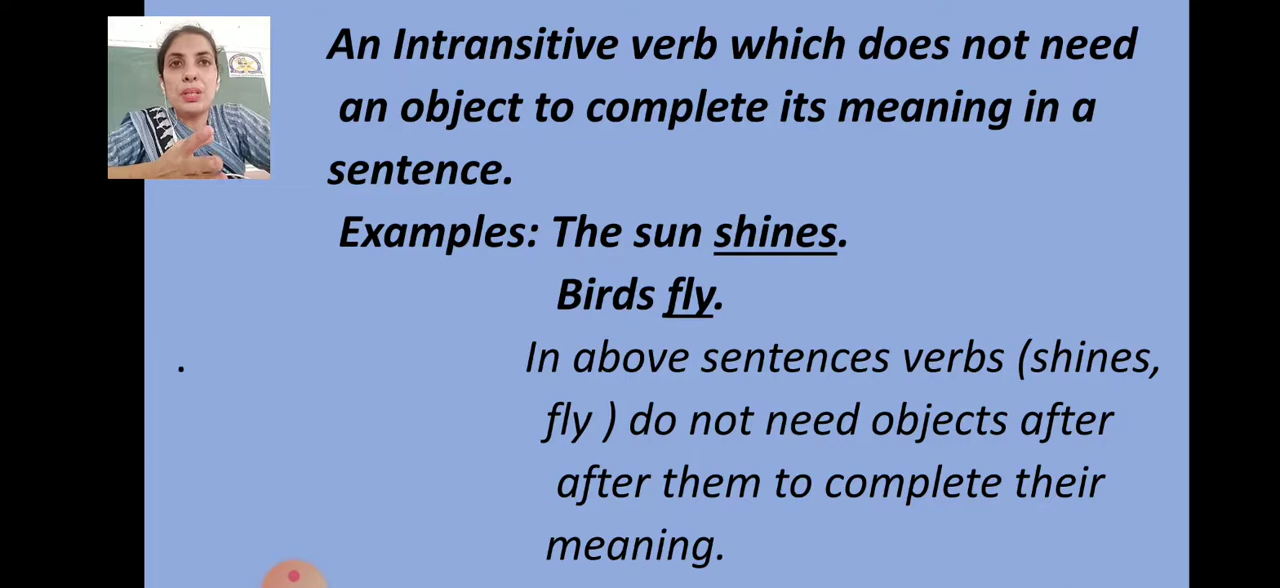 An Intransitive verb which does not need
an object to complete its meaning in a
sentence.
Examples: The sun shines.
Birds fly.
In above sentences verbs (shines,
fly ) do not need objects after
after them to complete their
meaning.